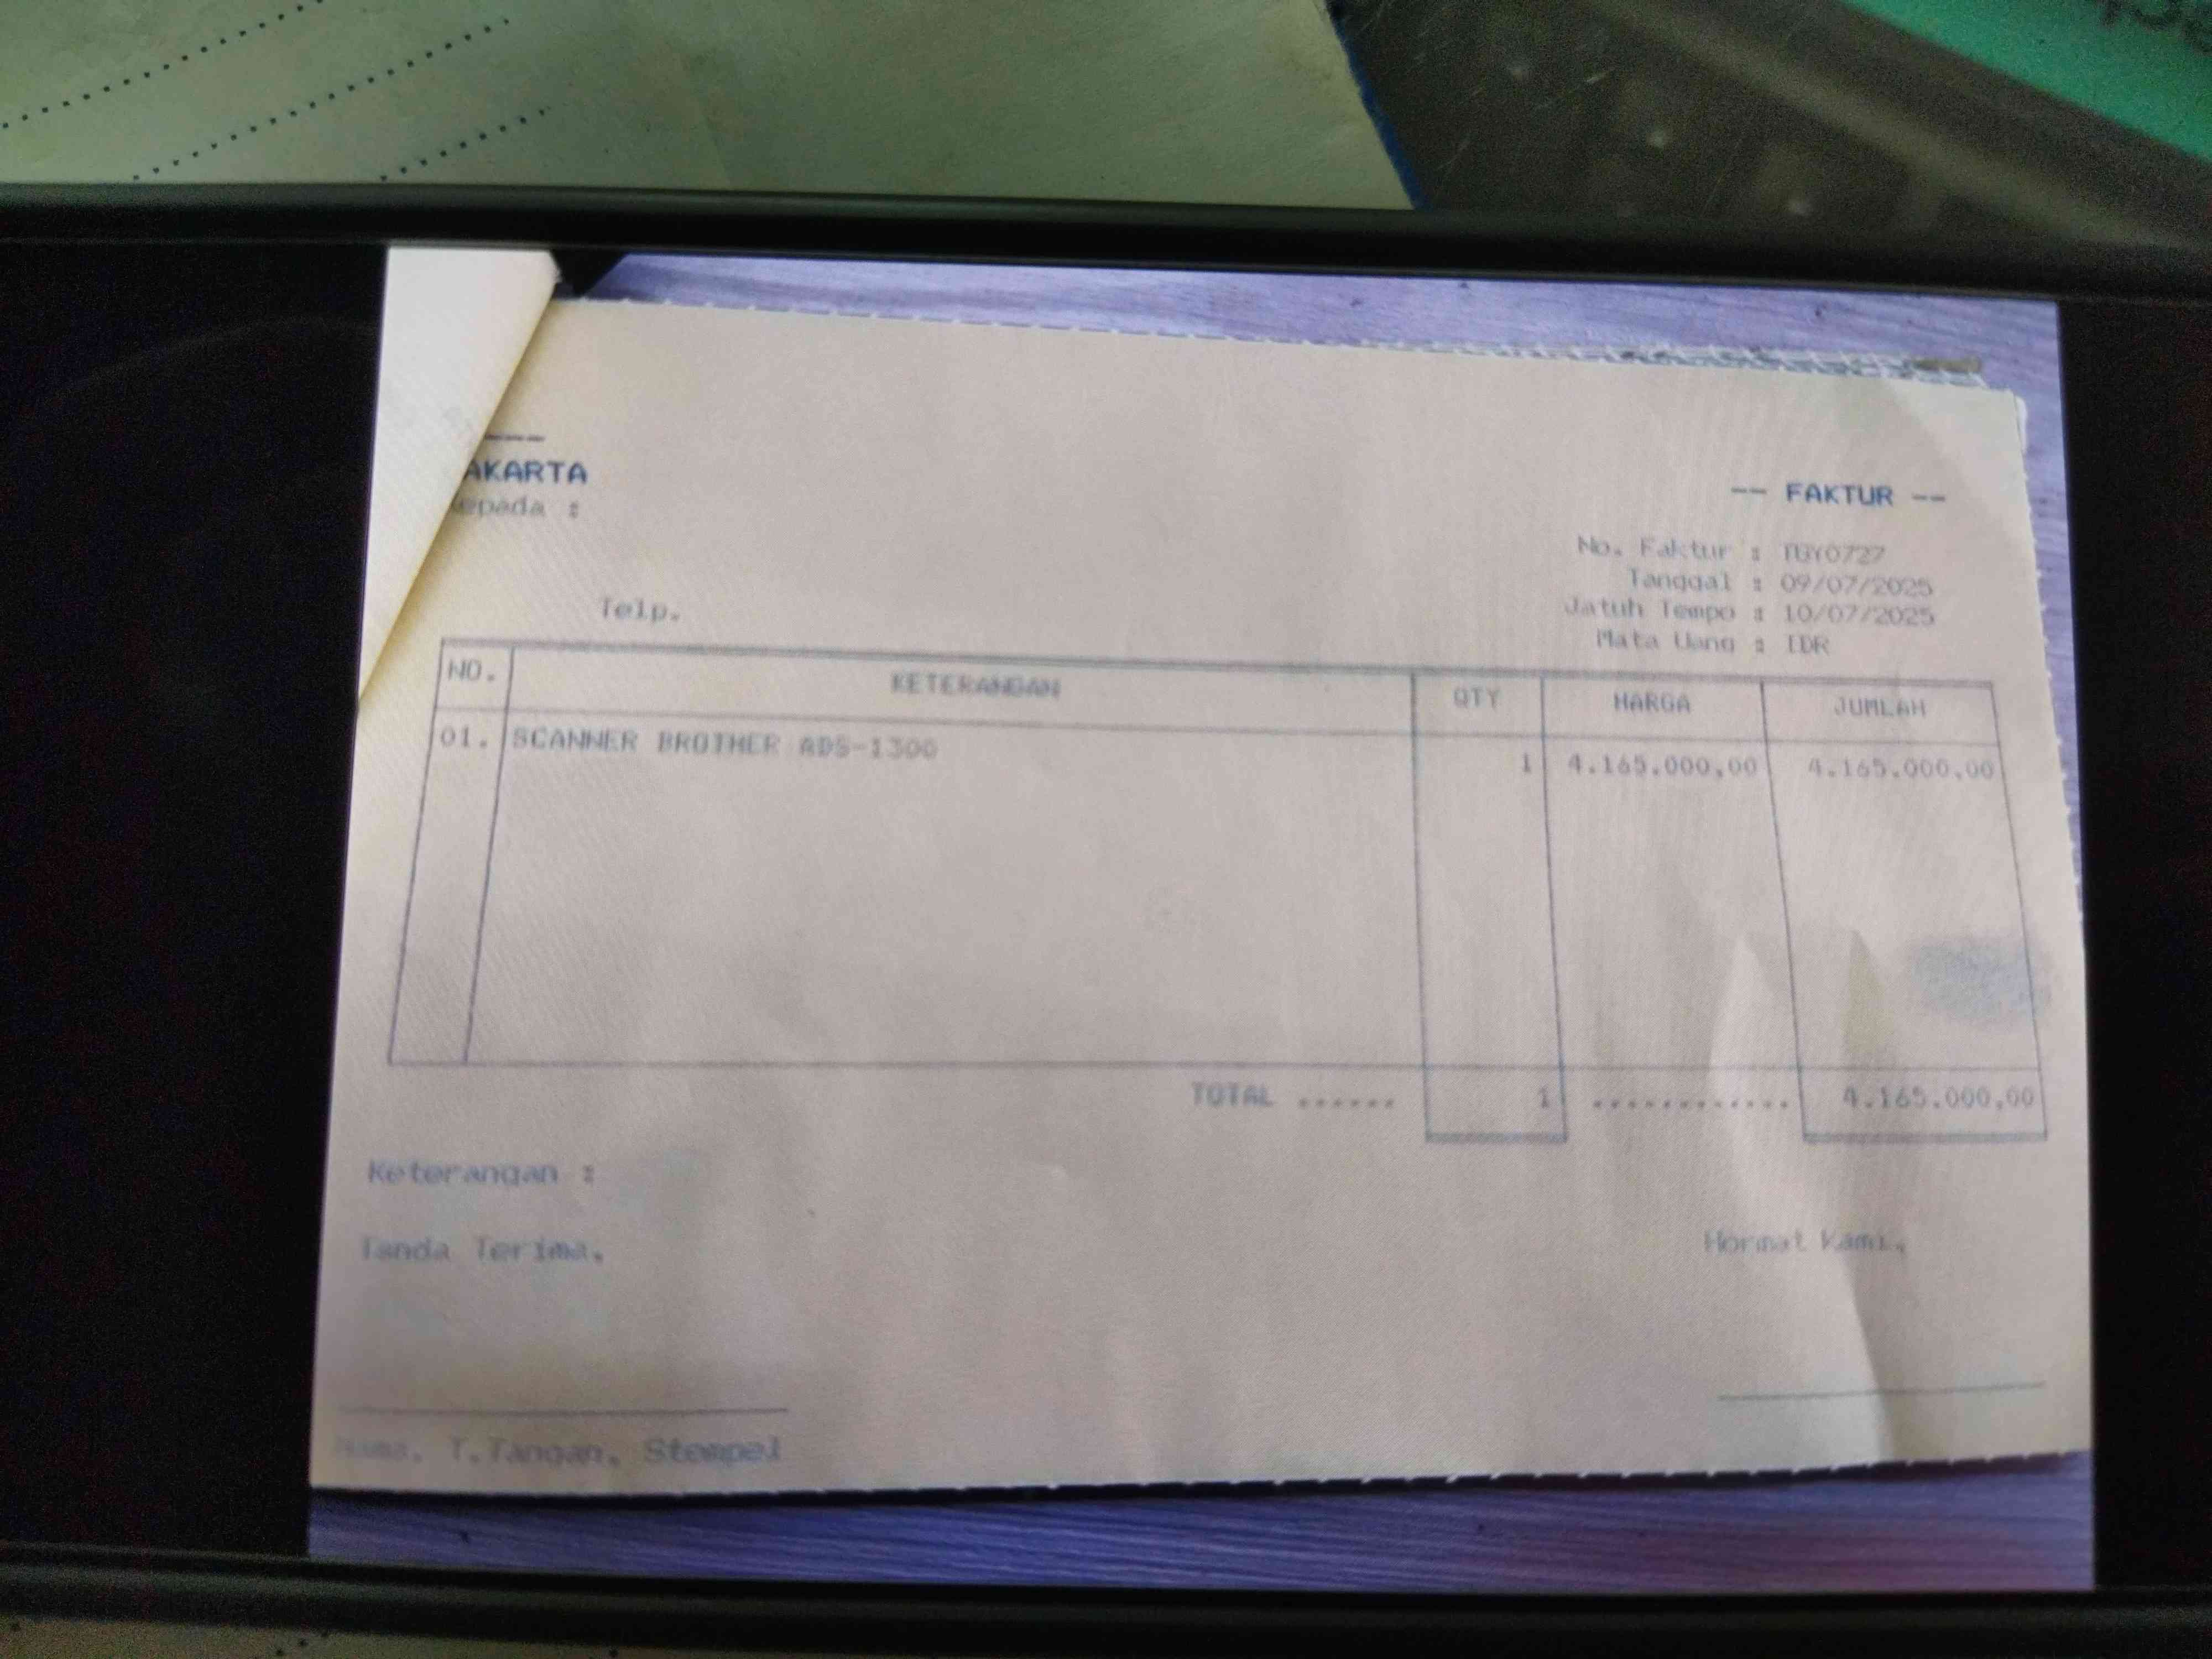 AKARTA
epada :
-- FAKTUR --
No. Faktur : TGY0727
Tanggal : 09/07/2025
Jatuh Tempo : 10/07/2025
Mata Uang : IDR
Telp.
NO. KETERANGAN QTY HARGA JUMLAH
01. SCANNER BROTHER ADS-1300 1 4.165.000,00 4.165.000,00
TOTAL ...... 1 ............ 4.165.000,00
Keterangan :
Tanda Terima, Hormat Kami,
Nama, T.Tangan, Stempel